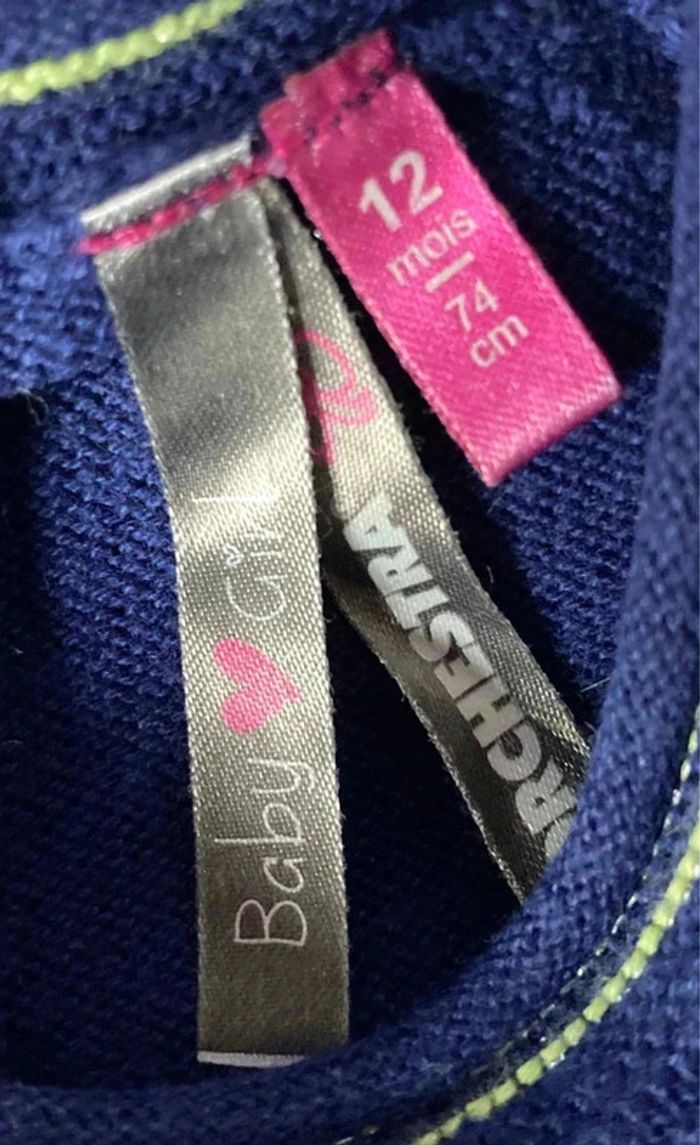 12
mois
74
cm
Baby Girl
ORCHESTRA